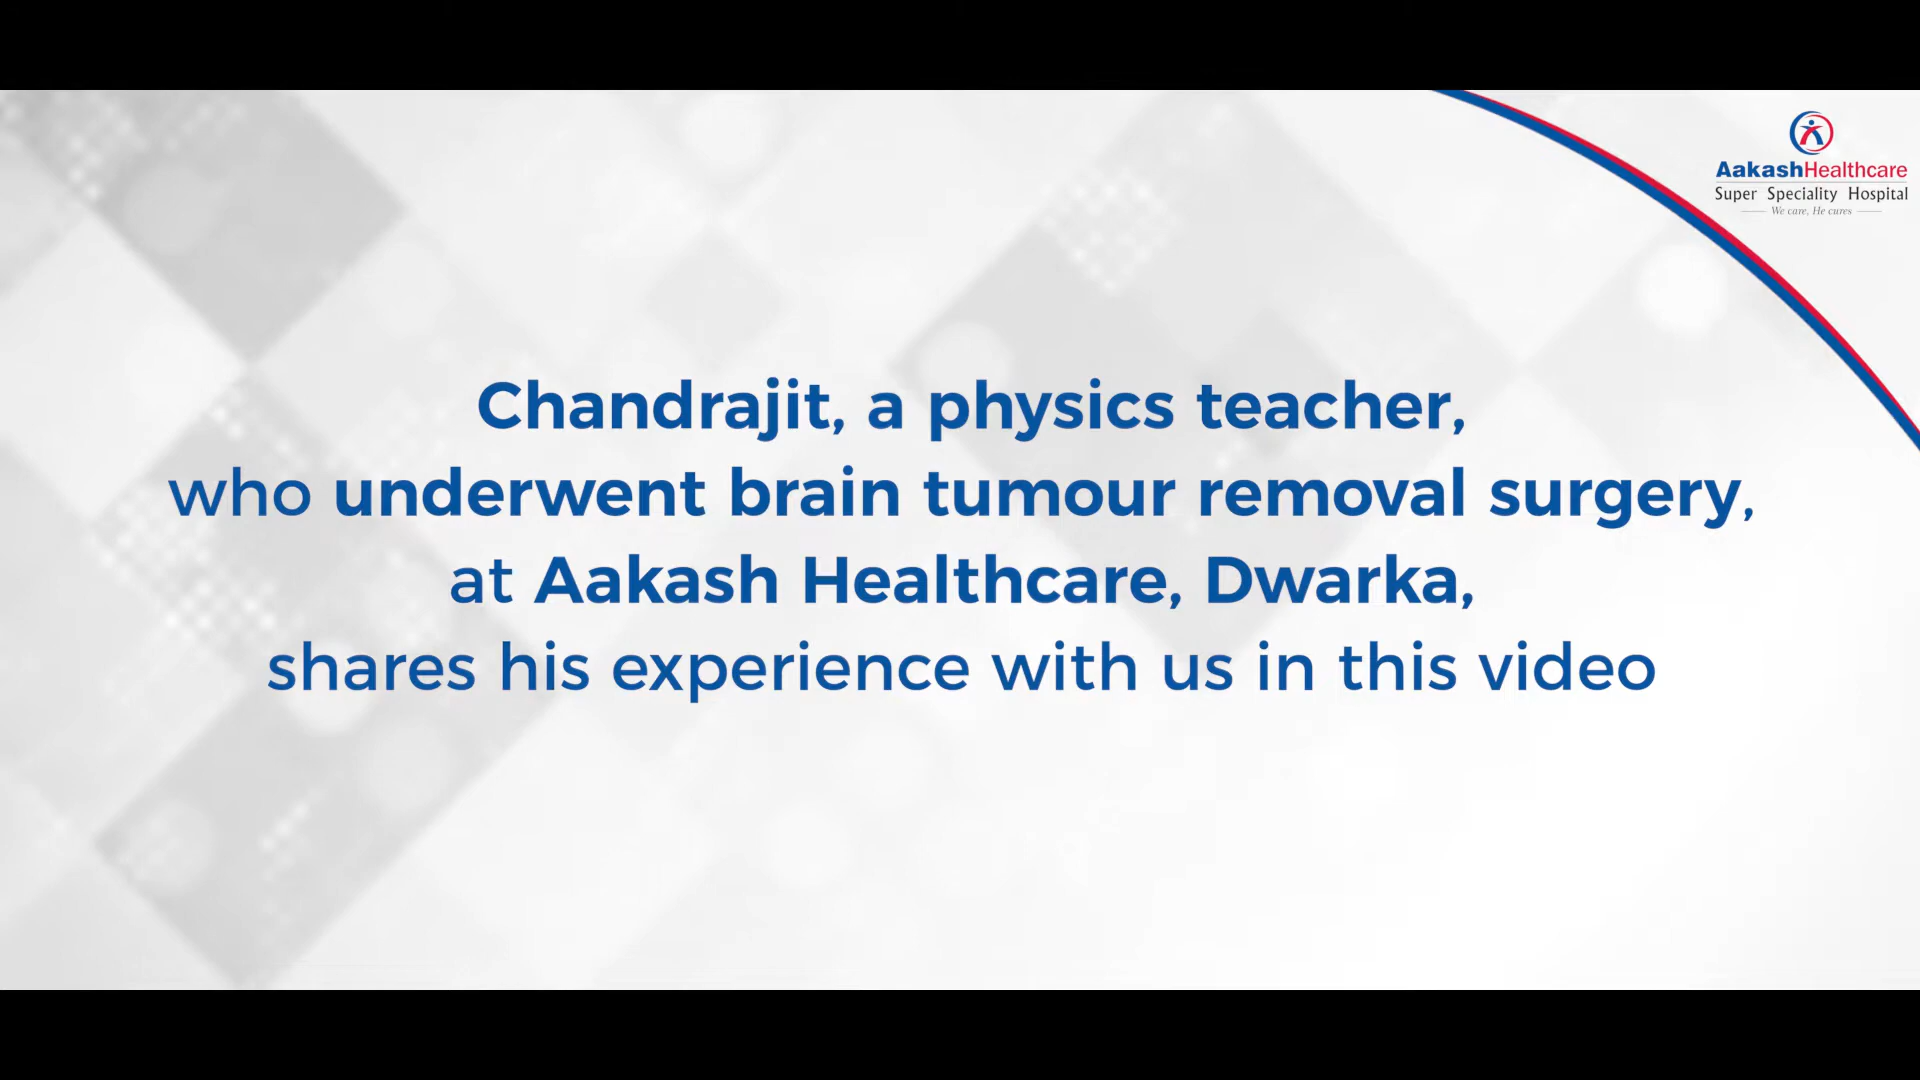 AakashHealthcare
Super Speciality Hospital
We care, He cures
Chandrajit, a physics teacher,
who underwent brain tumour removal surgery,
at Aakash Healthcare, Dwarka,
shares his experience with us in this video